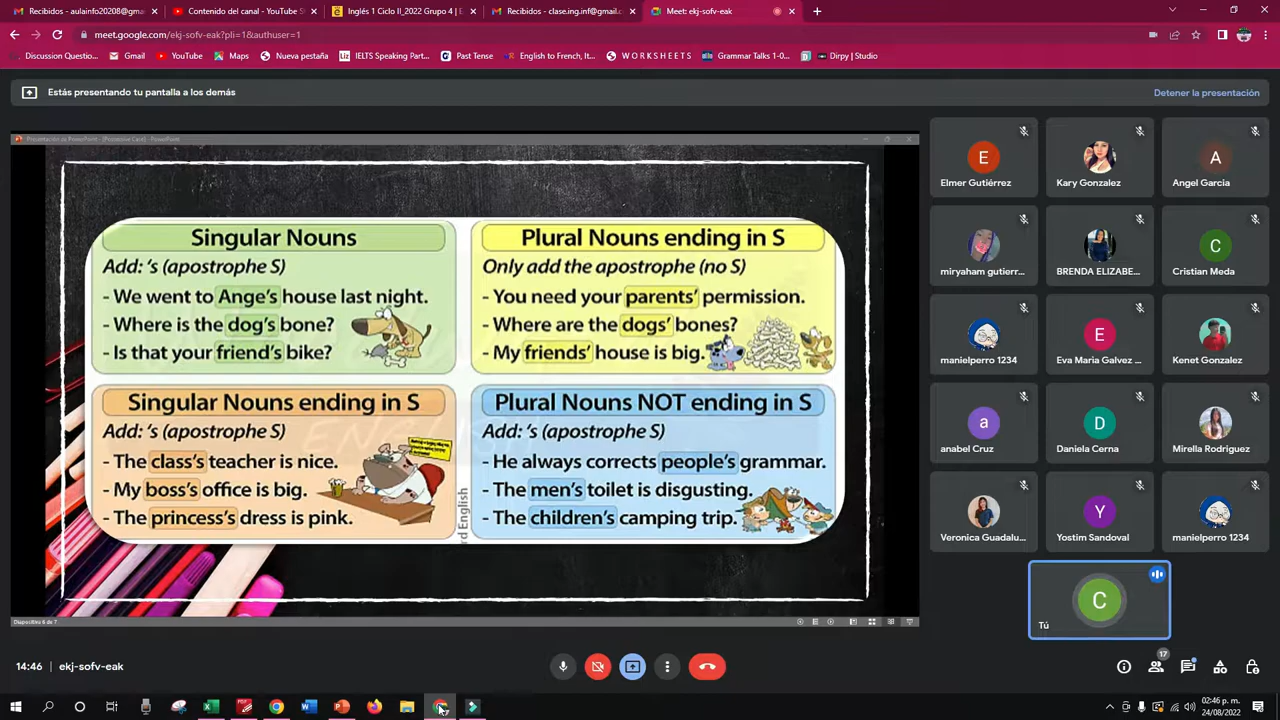 Recibidos - aulainfo20208@gmai
Contenido del canal - YouTube S
Inglés 1 Ciclo II_2022 Grupo 4 | E
Recibidos - clase.ing.inf@gmail.c
Meet: ekj-sofv-eak
meet.google.com/ekj-sofv-eak?pli=1&authuser=1
Discussion Questio...
Gmail
YouTube
Maps
Nueva pestaña
IELTS Speaking Part...
Past Tense
English to French, It...
W O R K S H E E T S
Grammar Talks 1-0...
Dirpy | Studio
Estás presentando tu pantalla a los demás
Detener la presentación
Singular Nouns
Add: 's (apostrophe S)
- We went to Ange's house last night.
- Where is the dog's bone?
- Is that your friend's bike?
Plural Nouns ending in S
Only add the apostrophe (no S)
- You need your parents' permission.
- Where are the dogs' bones?
- My friends' house is big.
Singular Nouns ending in S
Add: 's (apostrophe S)
- The class's teacher is nice.
- My boss's office is big.
- The princess's dress is pink.
Plural Nouns NOT ending in S
Add: 's (apostrophe S)
- He always corrects people's grammar.
- The men's toilet is disgusting.
- The children's camping trip.
rd English
Diapositiva 6 de 7
E
Elmer Gutiérrez
Kary Gonzalez
A
Angel Garcia
miryaham gutierr...
BRENDA ELIZABE...
C
Cristian Meda
manielperro 1234
E
Eva Maria Galvez ...
Kenet Gonzalez
a
anabel Cruz
D
Daniela Cerna
Mirella Rodriguez
Veronica Guadalu...
Y
Yostim Sandoval
manielperro 1234
C
Tú
14:46
ekj-sofv-eak
17
02:46 p. m.
24/08/2022